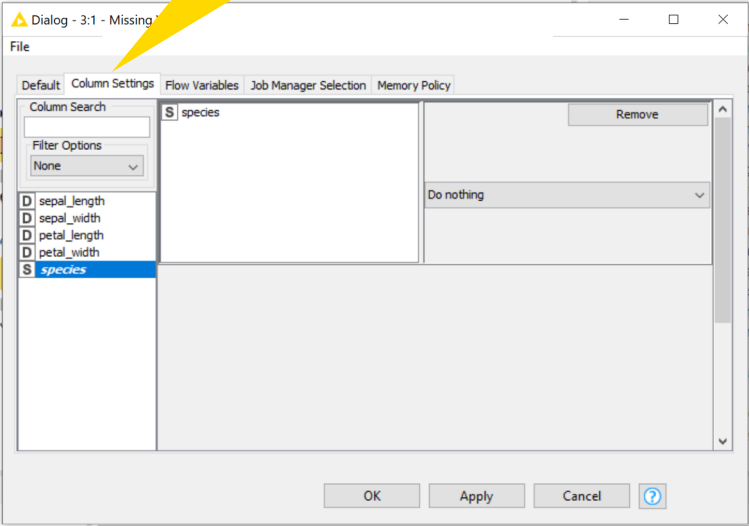 Dialog - 3:1 - Missing
File
Default Column Settings Flow Variables Job Manager Selection Memory Policy
Column Search
Filter Options
None
D sepal_length
D sepal_width
D petal_length
D petal_width
S species
S species
Remove
Do nothing
OK Apply Cancel ?